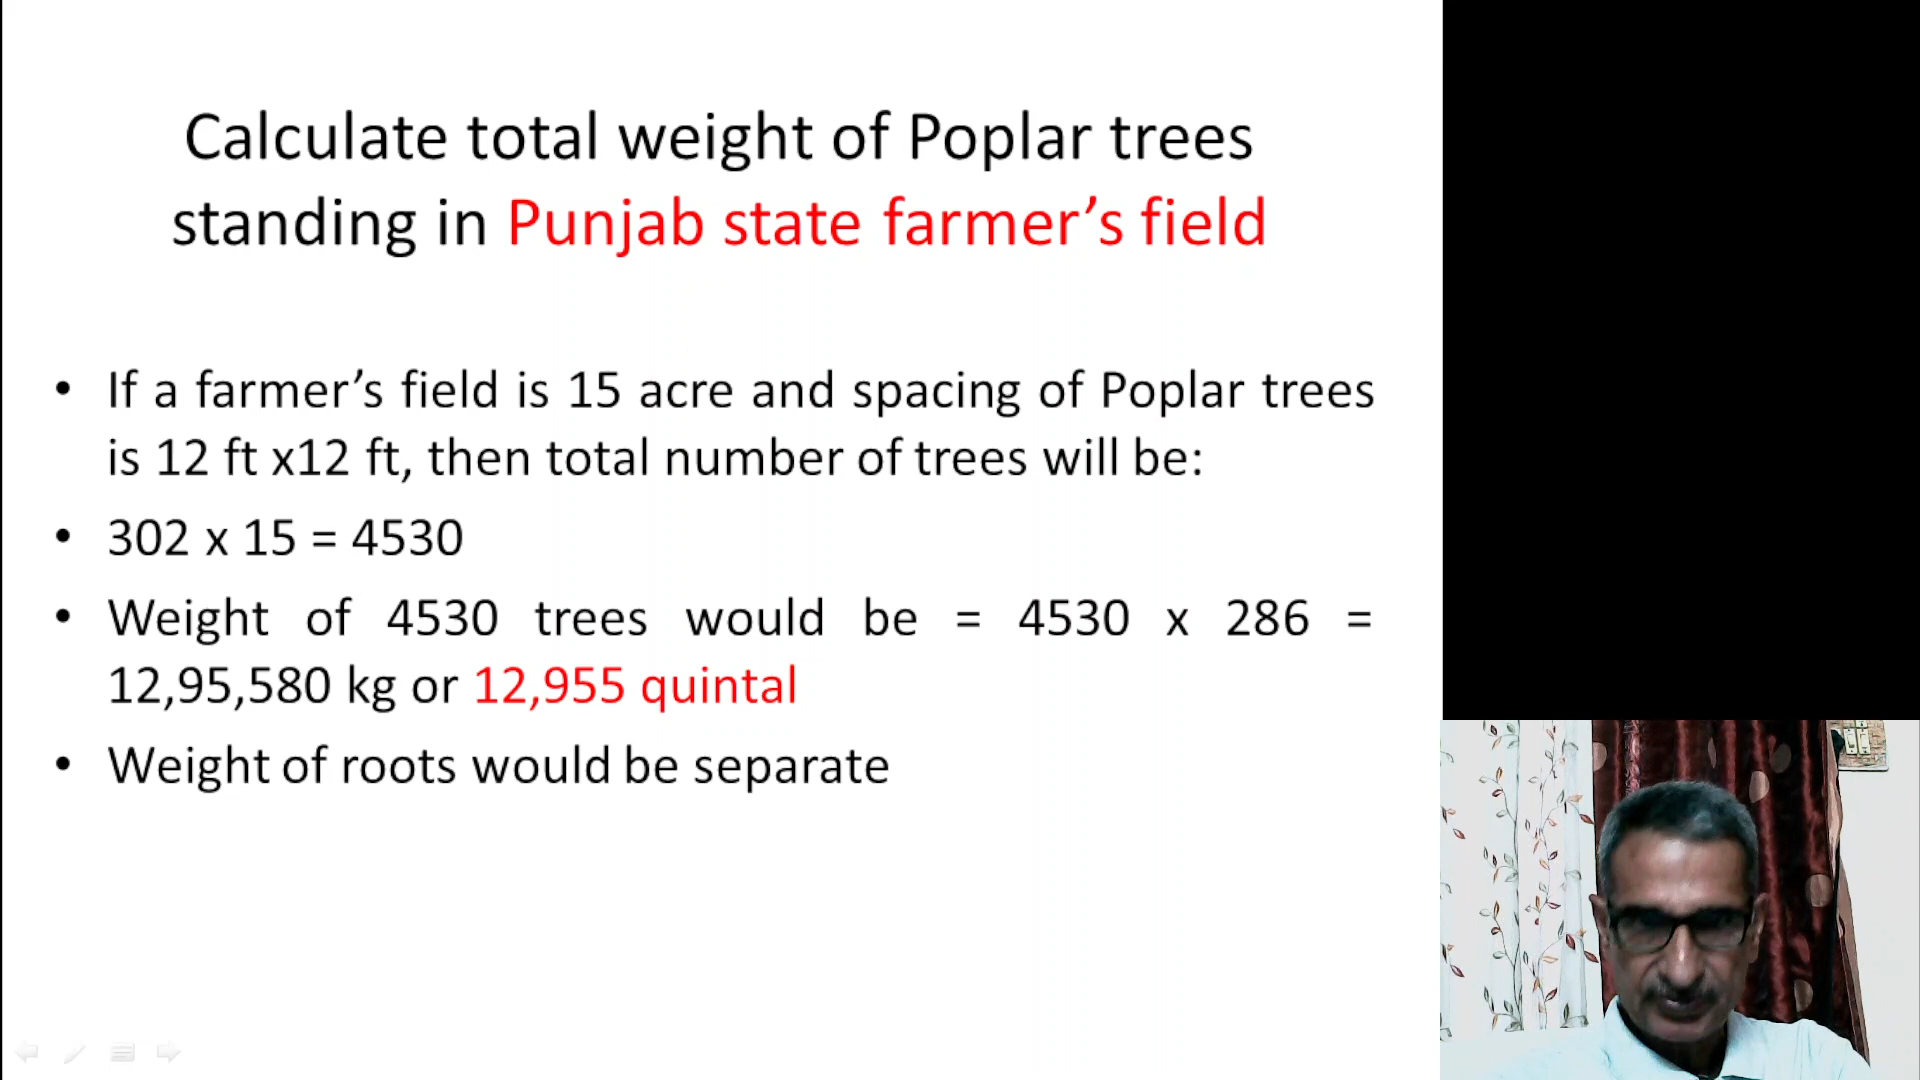 Calculate total weight of Poplar trees
standing in Punjab state farmer’s field
• If a farmer’s field is 15 acre and spacing of Poplar trees
is 12 ft x12 ft, then total number of trees will be:
• 302 x 15 = 4530
• Weight of 4530 trees would be = 4530 x 286 =
12,95,580 kg or 12,955 quintal
• Weight of roots would be separate